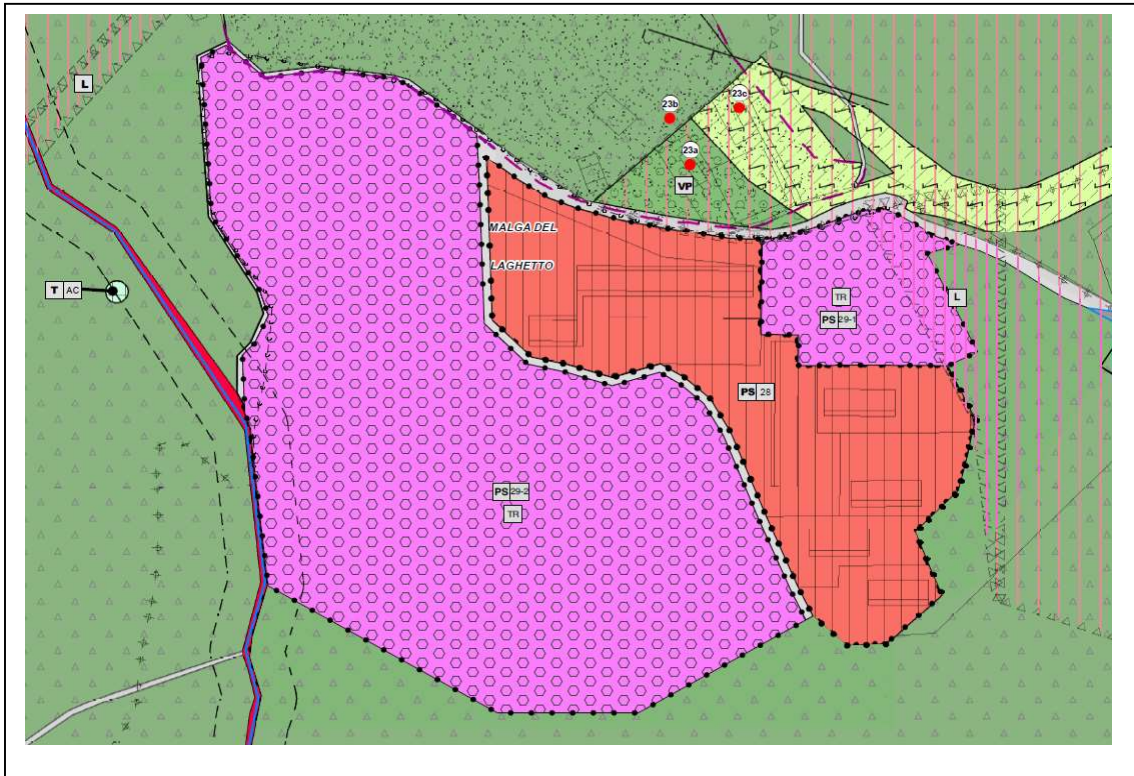 L
23b
23c
23a
VP
MALGA DEL
LAGHETTO
T AC
TR
PS 29-1
L
PS 28
PS 29-2
TR